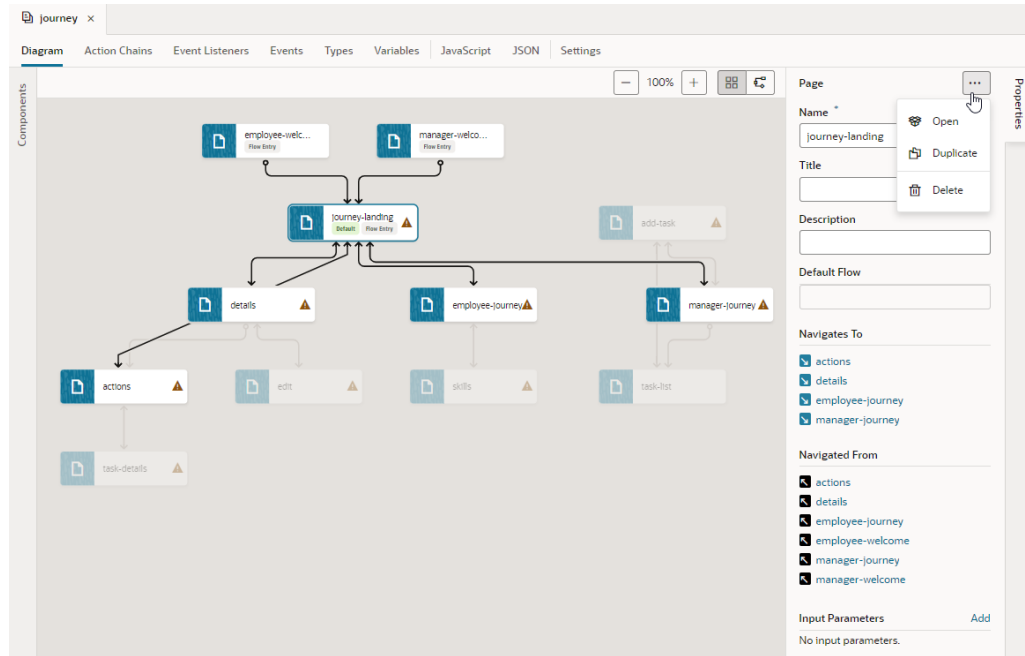 journey ×
Diagram Action Chains Event Listeners Events Types Variables JavaScript JSON Settings
Components
− 100% +
employee-welc...
Flow Entry
manager-welco...
Flow Entry
journey-landing
Default Flow Entry
add-task
details
employee-journey
manager-journey
actions
edit
skills
task-list
task-details
Page
...
Properties
Name *
journey-landing
Open
Duplicate
Delete
Title
Description
Default Flow
Navigates To
actions
details
employee-journey
manager-journey
Navigated From
actions
details
employee-journey
employee-welcome
manager-journey
manager-welcome
Input Parameters Add
No input parameters.